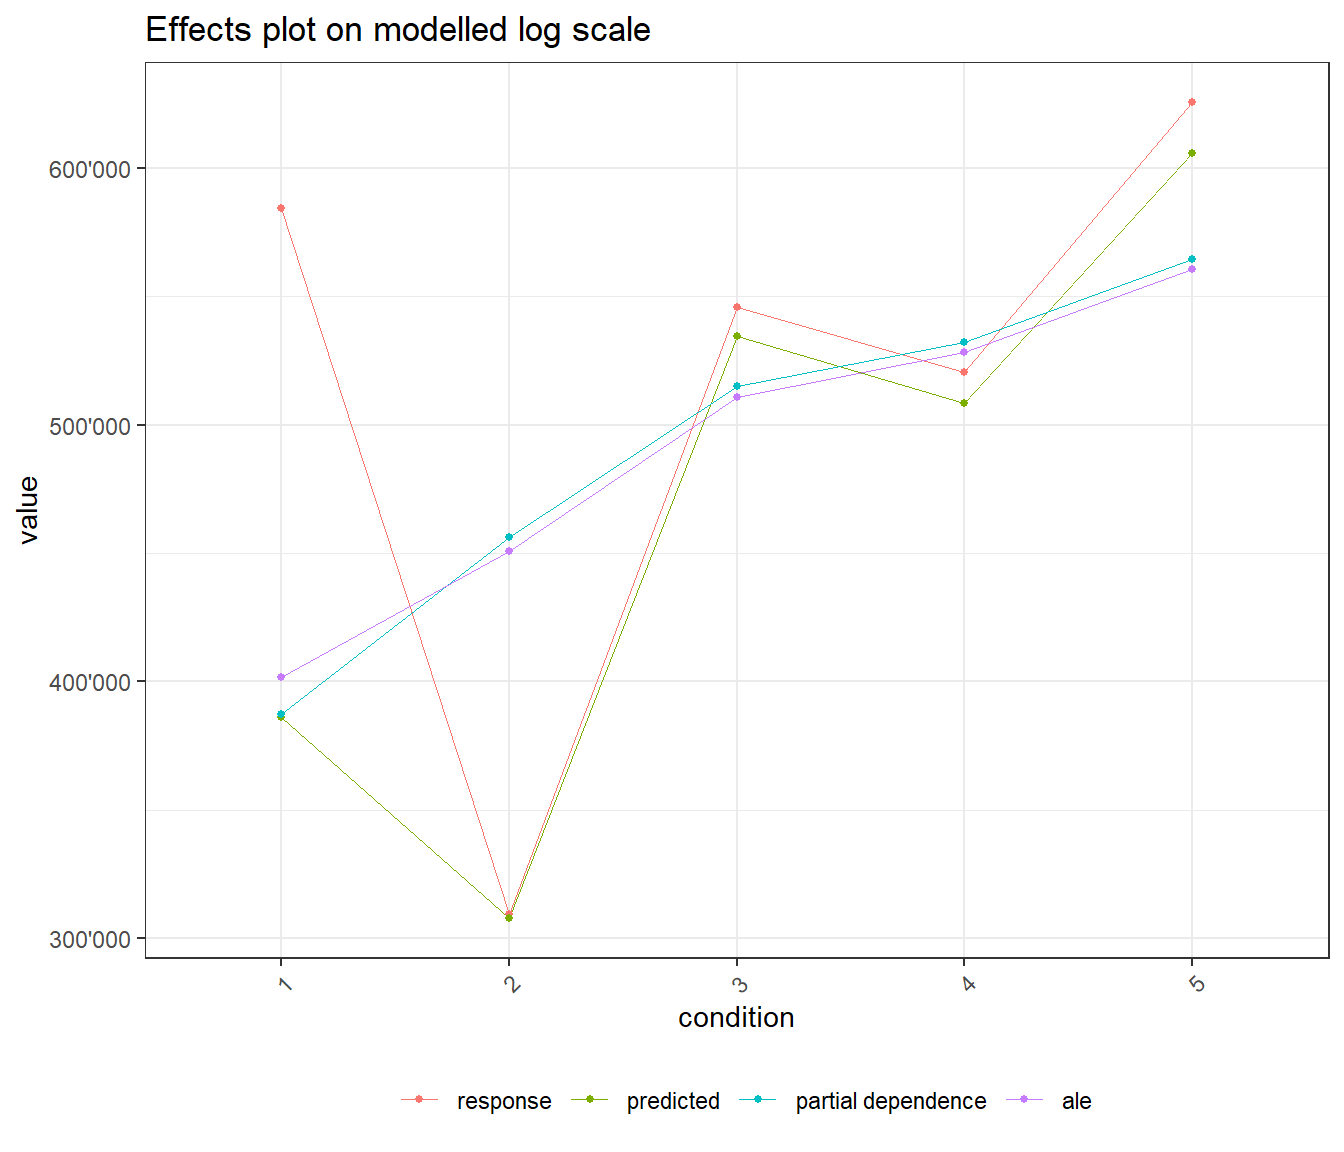 Effects plot on modelled log scale
600'000
500'000
400'000
300'000
value
1 2 3 4 5
condition
response predicted partial dependence ale